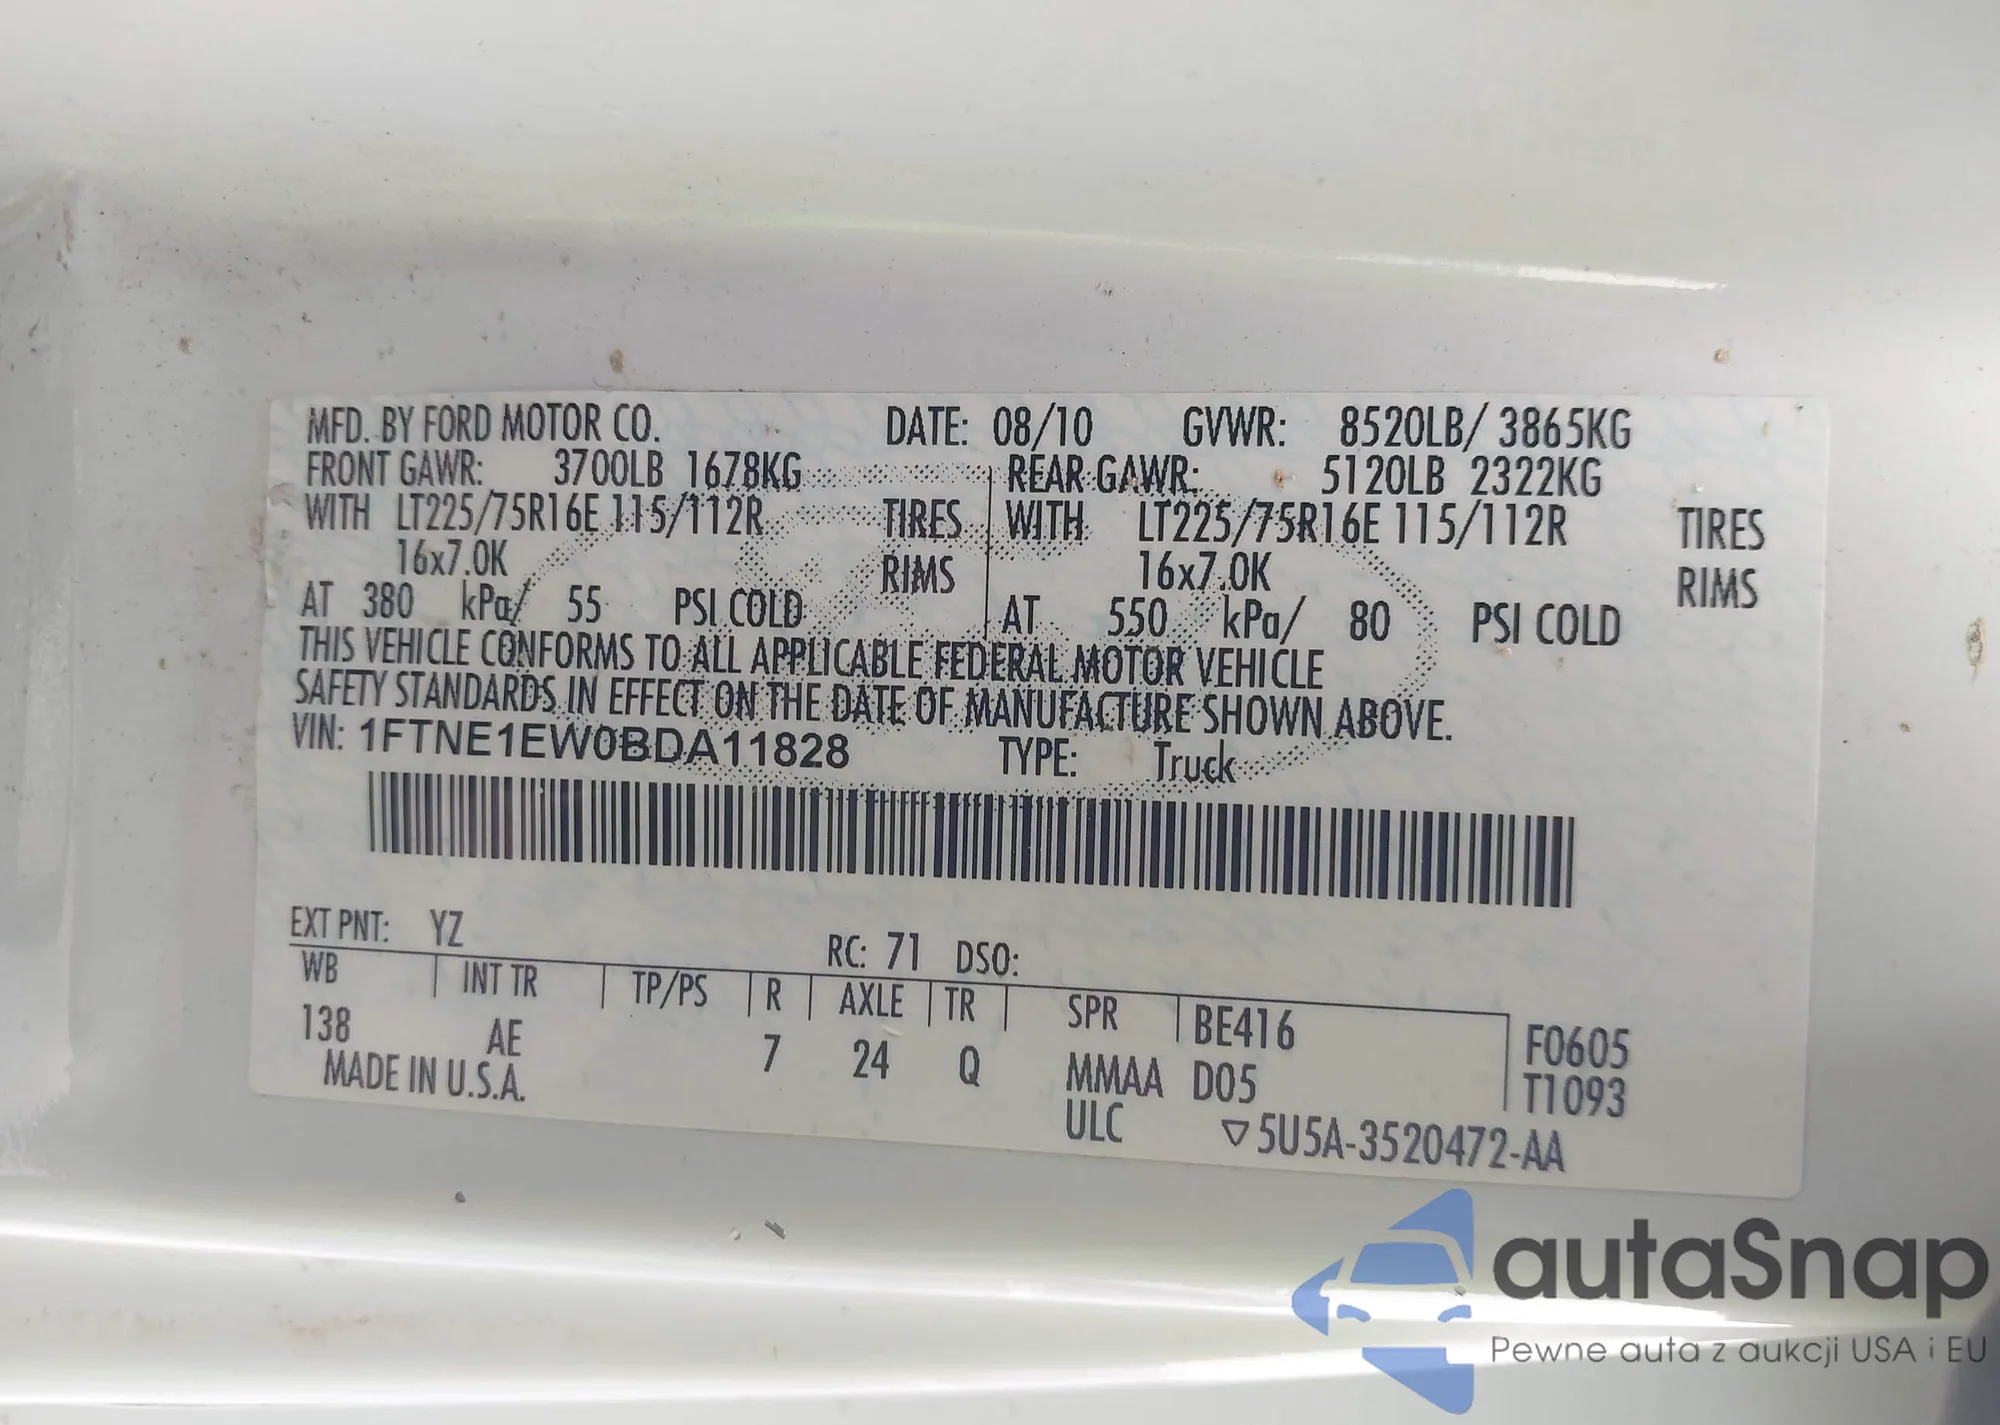 MFD. BY FORD MOTOR CO. DATE: 08/10 GVWR: 8520LB/ 3865KG
FRONT GAWR: 3700LB 1678KG REAR GAWR: 5120LB 2322KG
WITH LT225/75R16E 115/112R TIRES WITH LT225/75R16E 115/112R TIRES
16x7.0K RIMS 16x7.0K RIMS
AT 380 kPa/ 55 PSI COLD AT 550 kPa/ 80 PSI COLD
THIS VEHICLE CONFORMS TO ALL APPLICABLE FEDERAL MOTOR VEHICLE
SAFETY STANDARDS IN EFFECT ON THE DATE OF MANUFACTURE SHOWN ABOVE.
VIN: 1FTNE1EW0BDA11828 TYPE: Truck
EXT PNT: YZ RC: 71 DSO:
WB INT TR TP/PS R AXLE TR SPR BE416 F0605
138 AE 7 24 Q MMAA D05 T1093
MADE IN U.S.A. ULC ▽5U5A-3520472-AA
autaSnap
Pewne auta z aukcji USA i EU